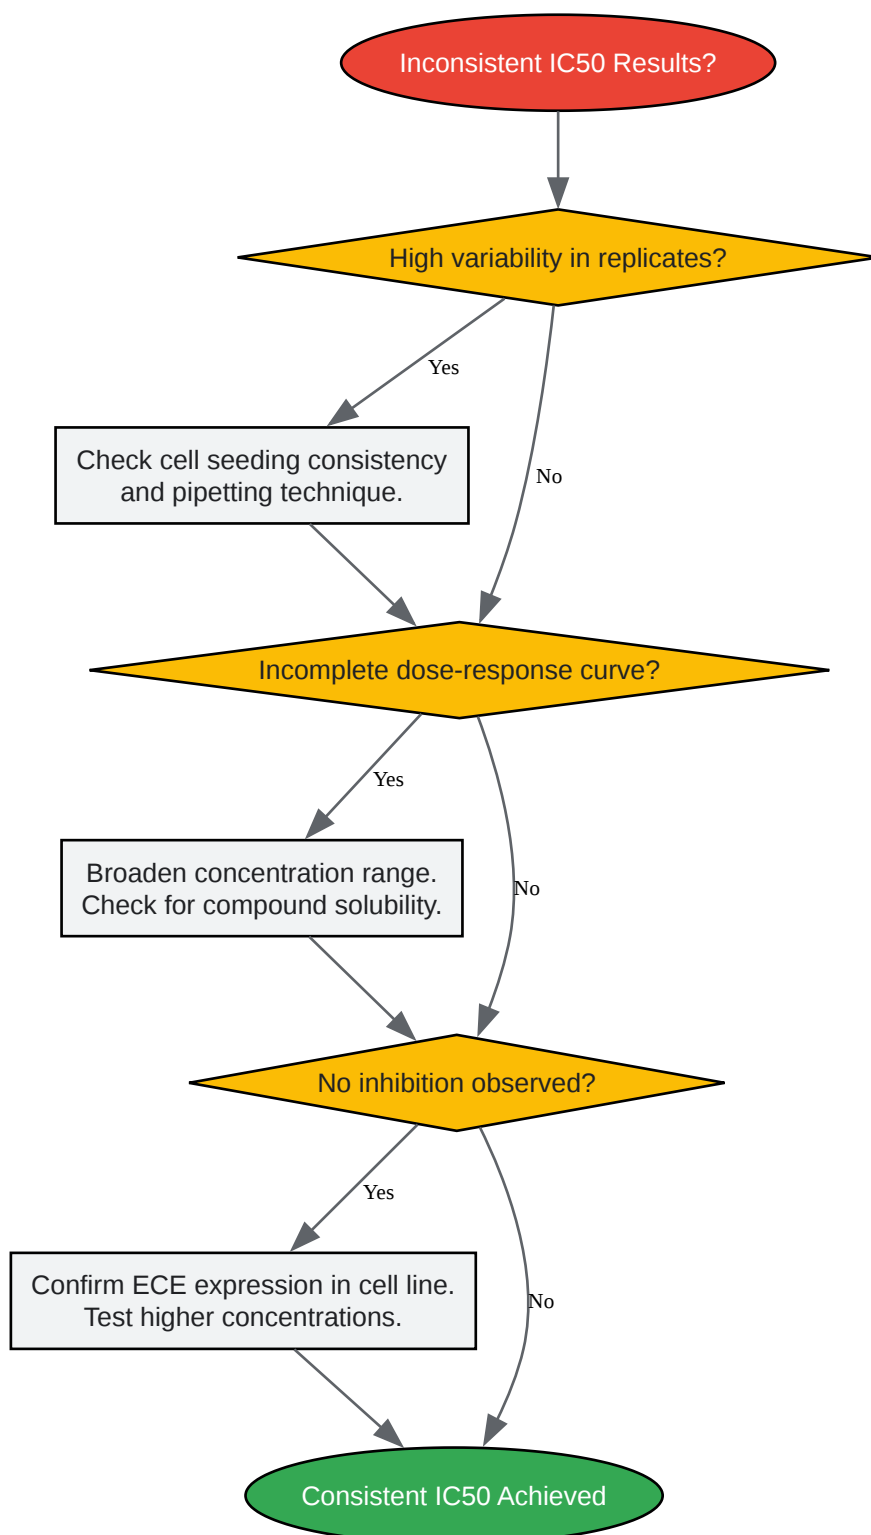 Inconsistent IC50 Results?
High variability in replicates?
Yes
Check cell seeding consistency
and pipetting technique.
No
Incomplete dose-response curve?
Yes
Broaden concentration range.
Check for compound solubility.
No
No inhibition observed?
Yes
Confirm ECE expression in cell line.
Test higher concentrations.
No
Consistent IC50 Achieved